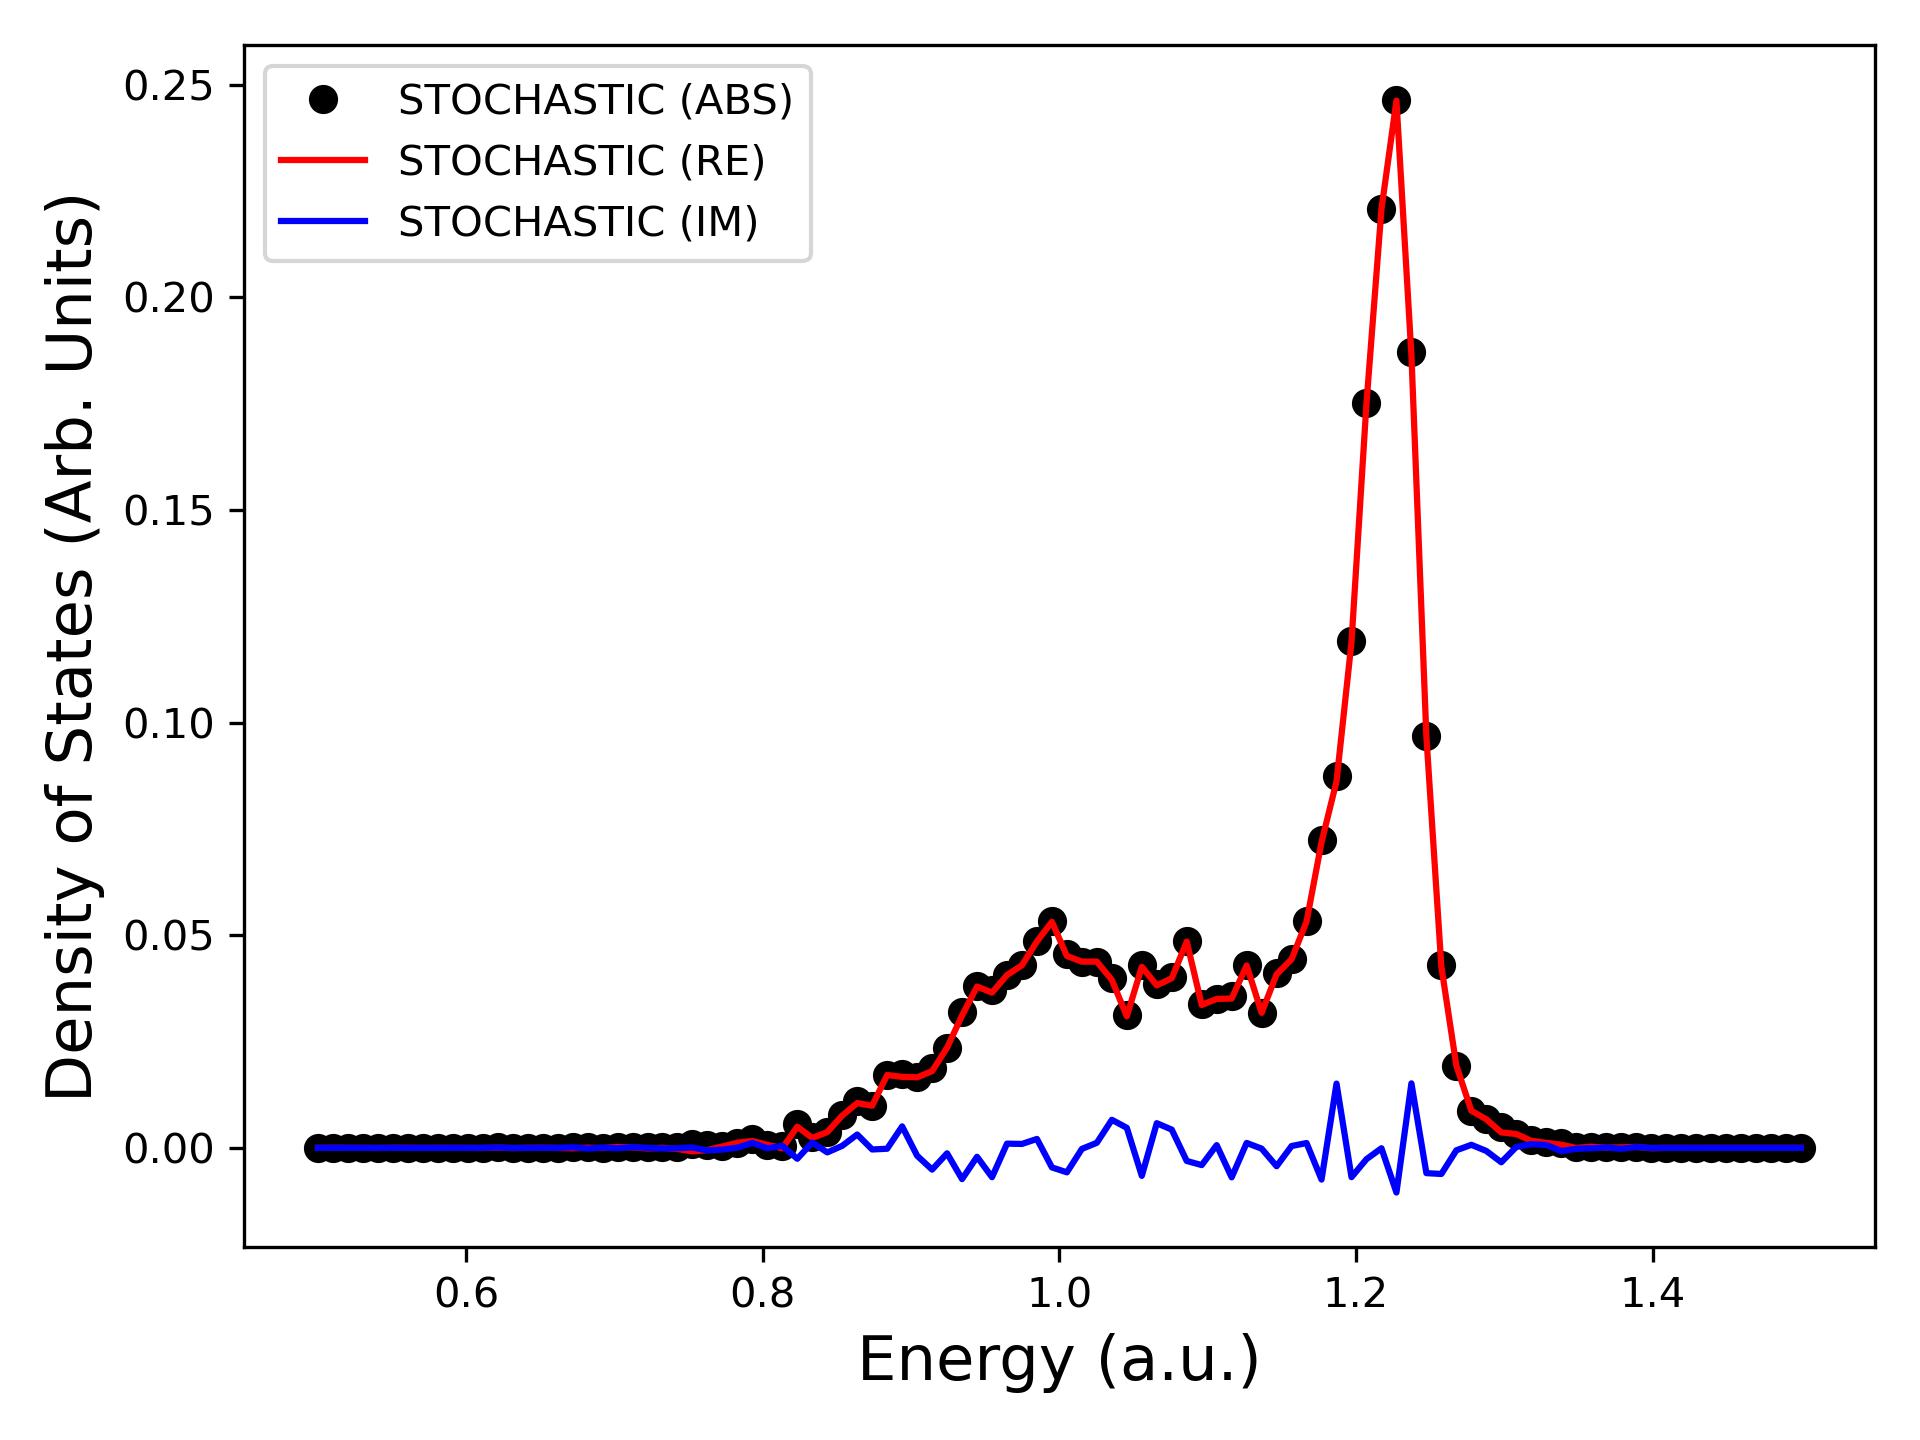 STOCHASTIC (ABS)
STOCHASTIC (RE)
STOCHASTIC (IM)
Density of States (Arb. Units)
0.25
0.20
0.15
0.10
0.05
0.00
0.6 0.8 1.0 1.2 1.4
Energy (a.u.)